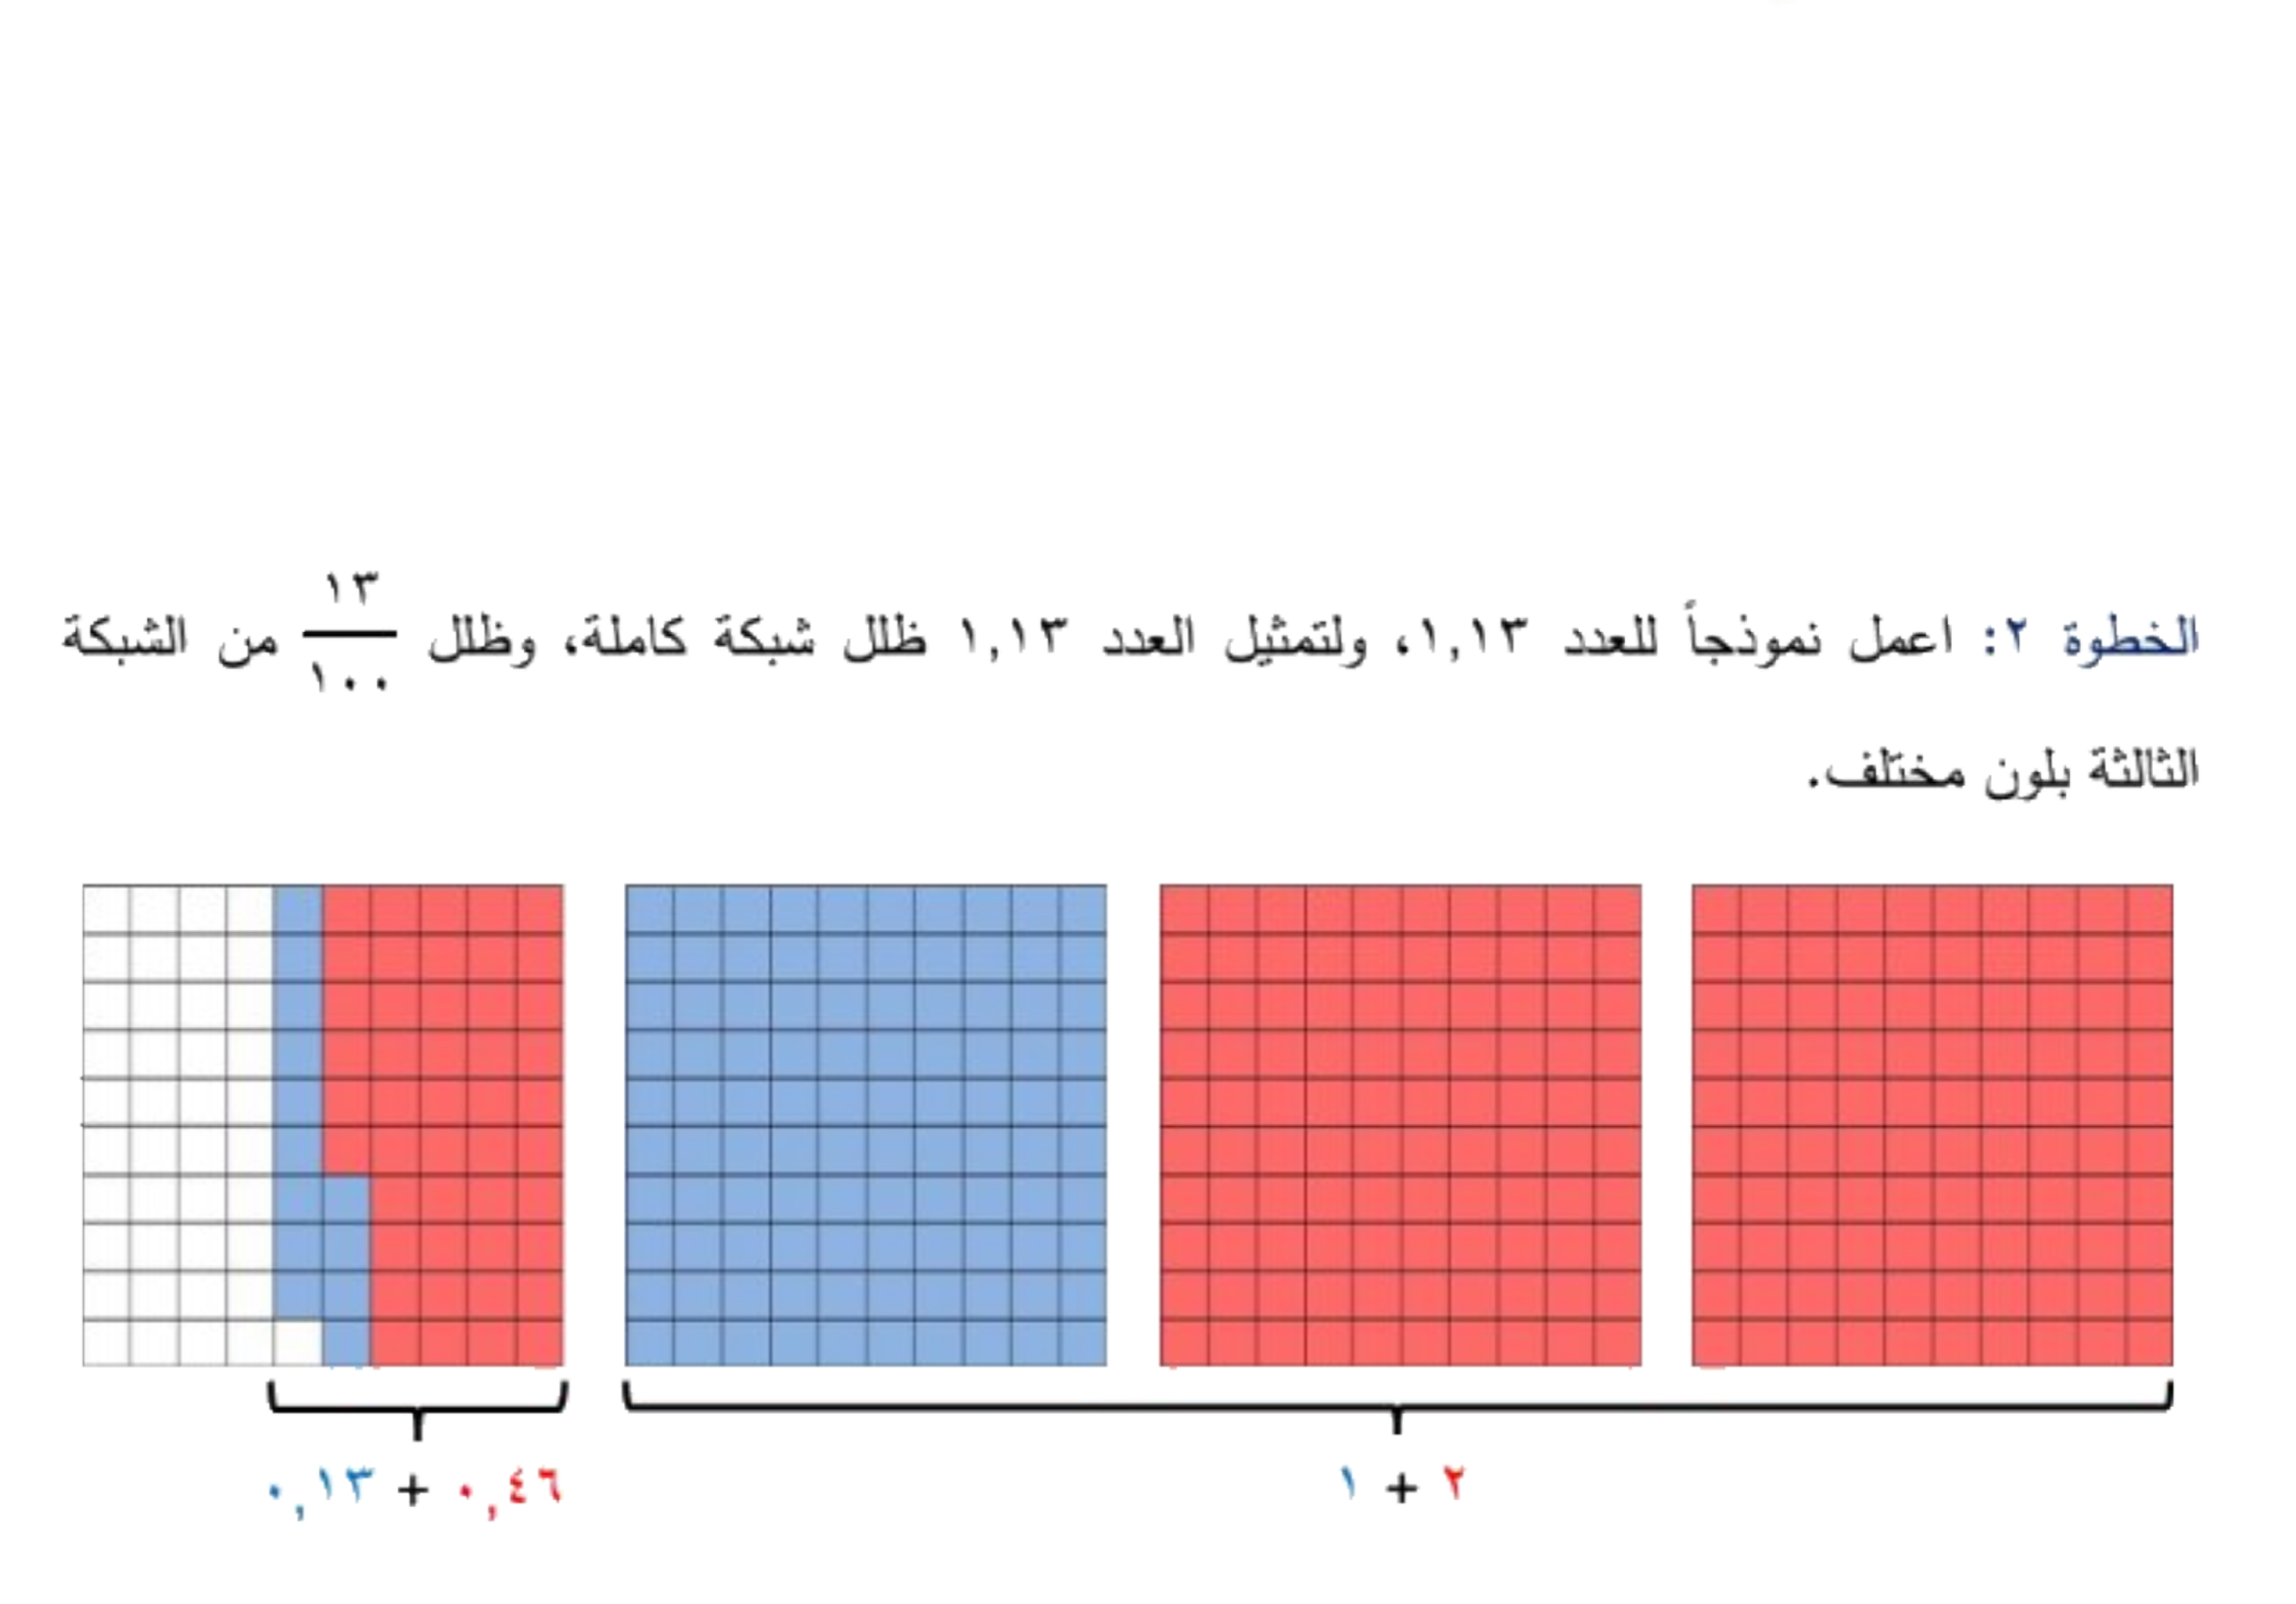 الخطوة ٢: اعمل نموذجاً للعدد ١,١٣، ولتمثيل العدد ١,١٣ ظلل شبكة كاملة، وظلل ١٣/١٠٠ من الشبكة
الثالثة بلون مختلف.
٢ + ١
٠,٤٦ + ٠,١٣